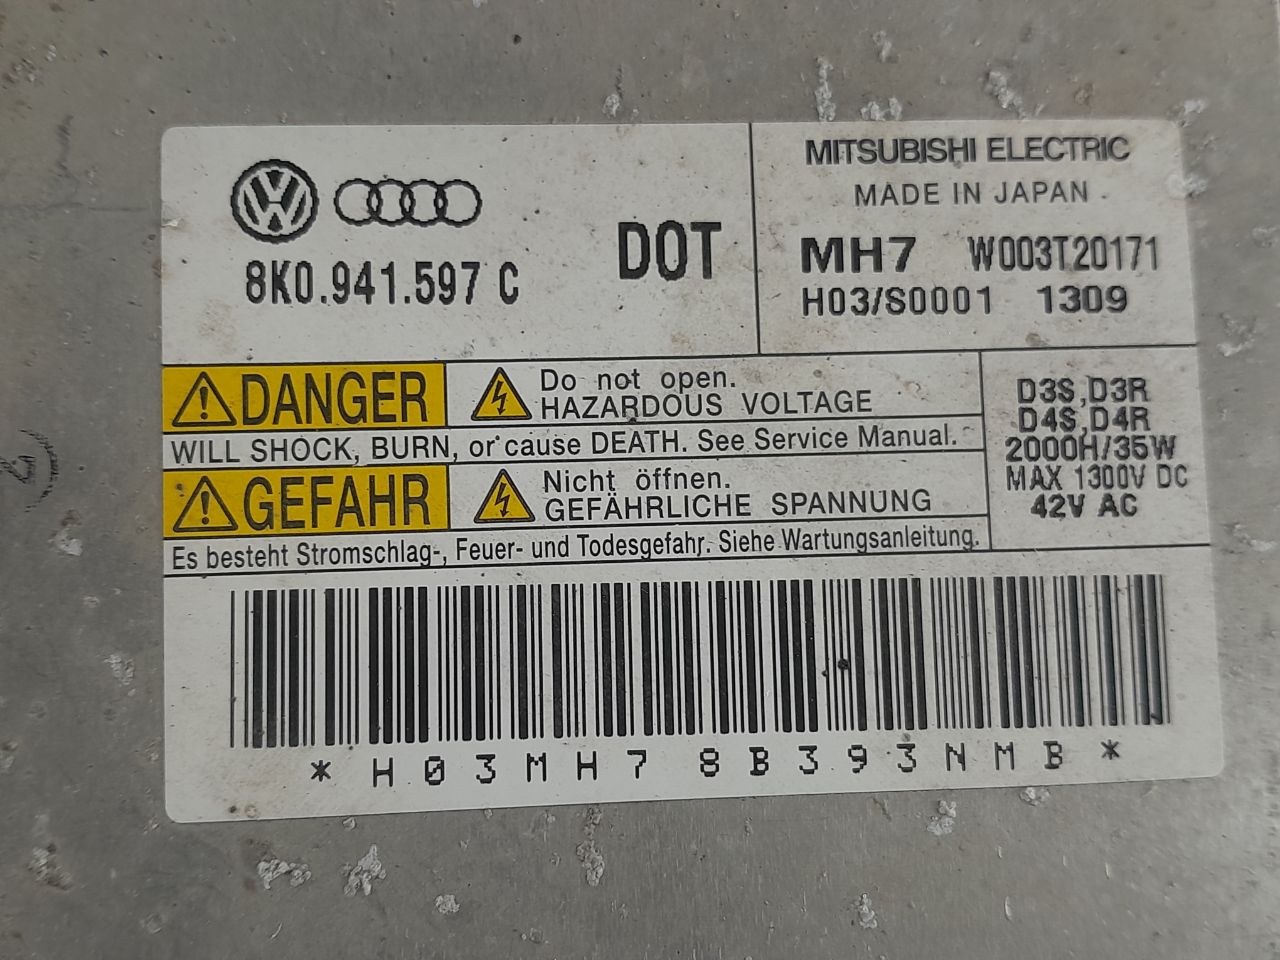 8K0.941.597 C
DOT
MITSUBISHI ELECTRIC
MADE IN JAPAN
MH7 W003T20171
H03/S0001 1309
DANGER
Do not open.
HAZARDOUS VOLTAGE
WILL SHOCK, BURN, or cause DEATH. See Service Manual.
GEFAHR
Nicht öffnen.
GEFÄHRLICHE SPANNUNG
Es besteht Stromschlag-, Feuer- und Todesgefahr. Siehe Wartungsanleitung.
D3S,D3R
D4S,D4R
2000H/35W
MAX 1300V DC
42V AC
*H03MH78B393NMB*